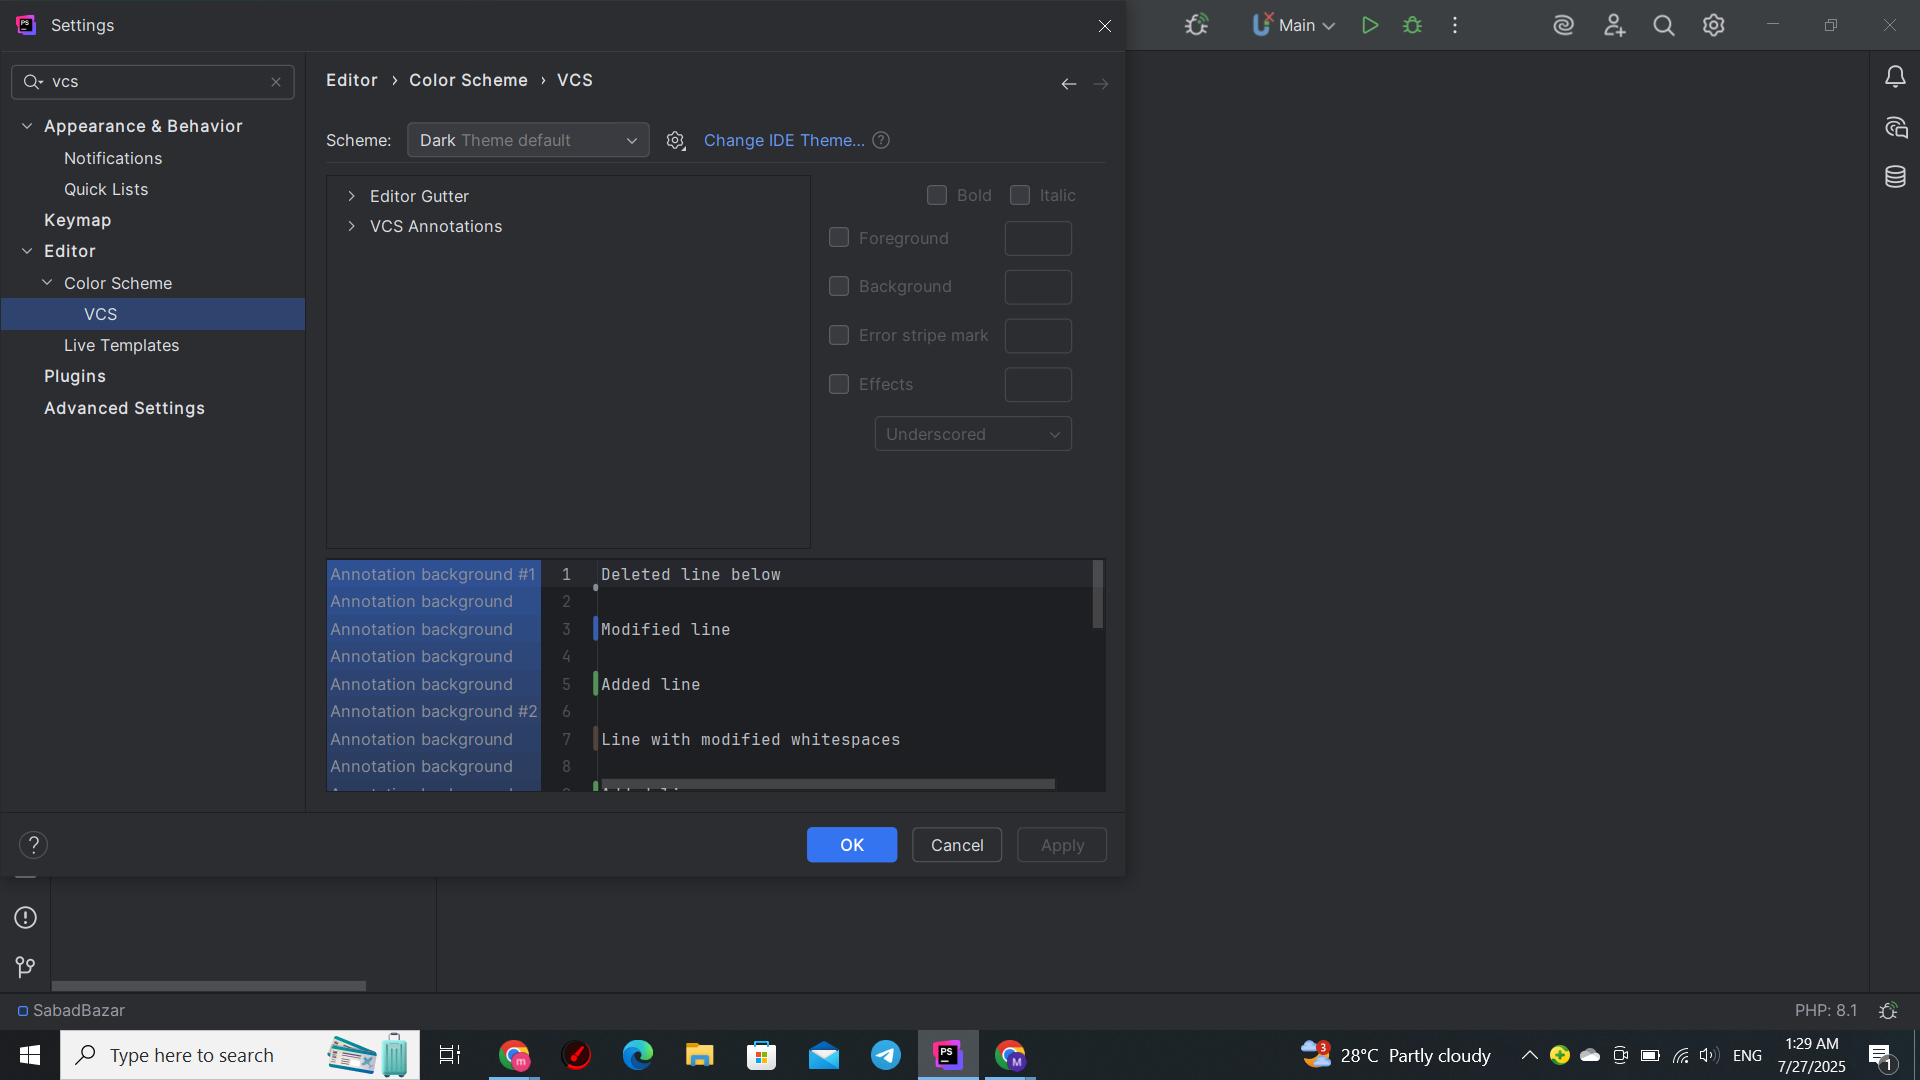 Settings
Main
vcs
Appearance & Behavior
Notifications
Quick Lists
Keymap
Editor
Color Scheme
VCS
Live Templates
Plugins
Advanced Settings
Editor › Color Scheme › VCS
Scheme: Dark Theme default Change IDE Theme... ?
Editor Gutter
VCS Annotations
Bold Italic
Foreground
Background
Error stripe mark
Effects
Underscored
Annotation background #1 1 Deleted line below
Annotation background 2
Annotation background 3 Modified line
Annotation background 4
Annotation background 5 Added line
Annotation background #2 6
Annotation background 7 Line with modified whitespaces
Annotation background 8
? OK Cancel Apply
SabadBazar PHP: 8.1
Type here to search
m
PS
M
3
28°C Partly cloudy
ENG
1:29 AM
7/27/2025
1